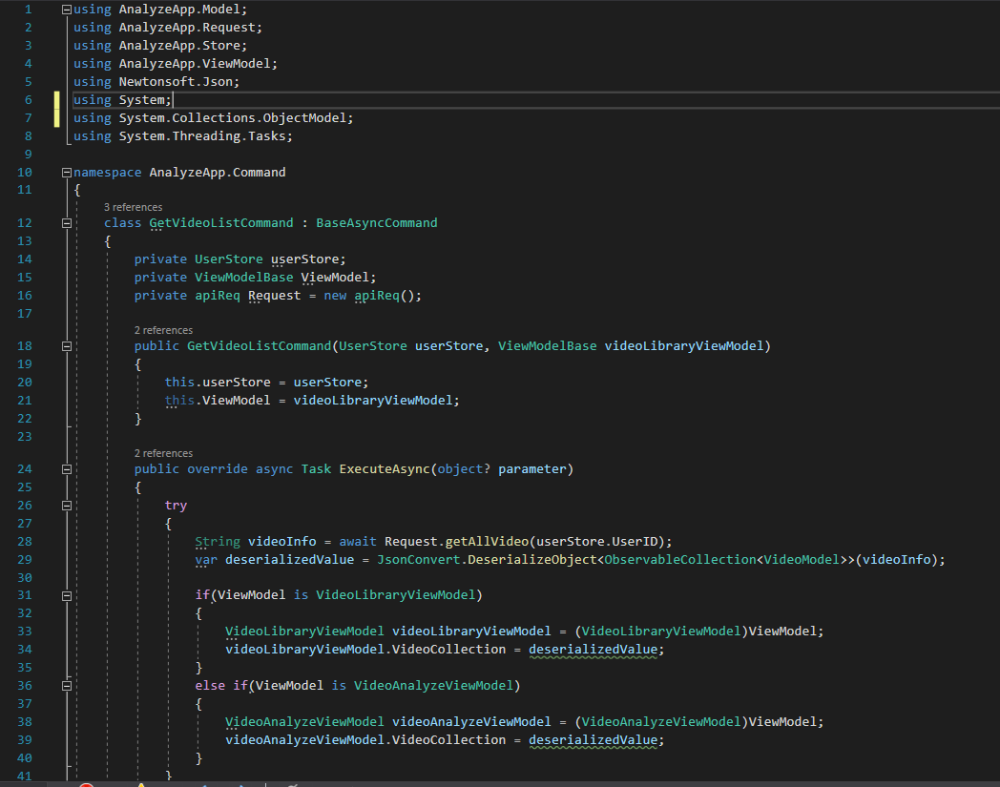 1 using AnalyzeApp.Model;
2 using AnalyzeApp.Request;
3 using AnalyzeApp.Store;
4 using AnalyzeApp.ViewModel;
5 using Newtonsoft.Json;
6 using System;
7 using System.Collections.ObjectModel;
8 using System.Threading.Tasks;
9
10 namespace AnalyzeApp.Command
11 {
3 references
12 class GetVideoListCommand : BaseAsyncCommand
13 {
14 private UserStore userStore;
15 private ViewModelBase ViewModel;
16 private apiReq Request = new apiReq();
17
2 references
18 public GetVideoListCommand(UserStore userStore, ViewModelBase videoLibraryViewModel)
19 {
20 this.userStore = userStore;
21 this.ViewModel = videoLibraryViewModel;
22 }
23
2 references
24 public override async Task ExecuteAsync(object? parameter)
25 {
26 try
27 {
28 String videoInfo = await Request.getAllVideo(userStore.UserID);
29 var deserializedValue = JsonConvert.DeserializeObject<ObservableCollection<VideoModel>>(videoInfo);
30
31 if(ViewModel is VideoLibraryViewModel)
32 {
33 VideoLibraryViewModel videoLibraryViewModel = (VideoLibraryViewModel)ViewModel;
34 videoLibraryViewModel.VideoCollection = deserializedValue;
35 }
36 else if(ViewModel is VideoAnalyzeViewModel)
37 {
38 VideoAnalyzeViewModel videoAnalyzeViewModel = (VideoAnalyzeViewModel)ViewModel;
39 videoAnalyzeViewModel.VideoCollection = deserializedValue;
40 }
41 }